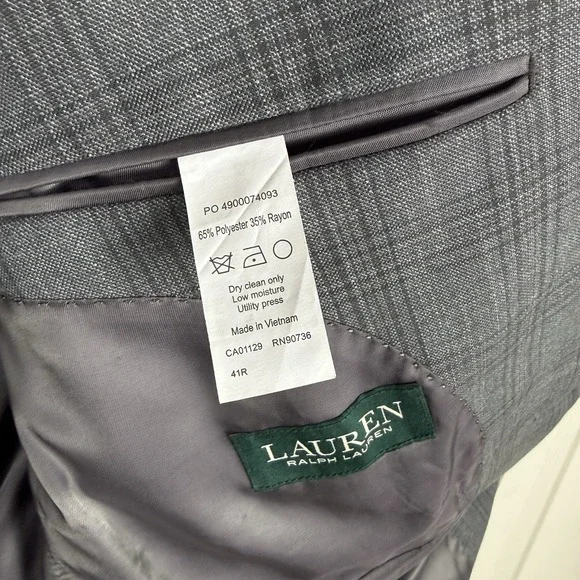 PO 4900074093
65% Polyester 35% Rayon
Dry clean only
Low moisture
Utility press
Made in Vietnam
CA01129 RN90736
41R
LAUREN
RALPH LAUREN